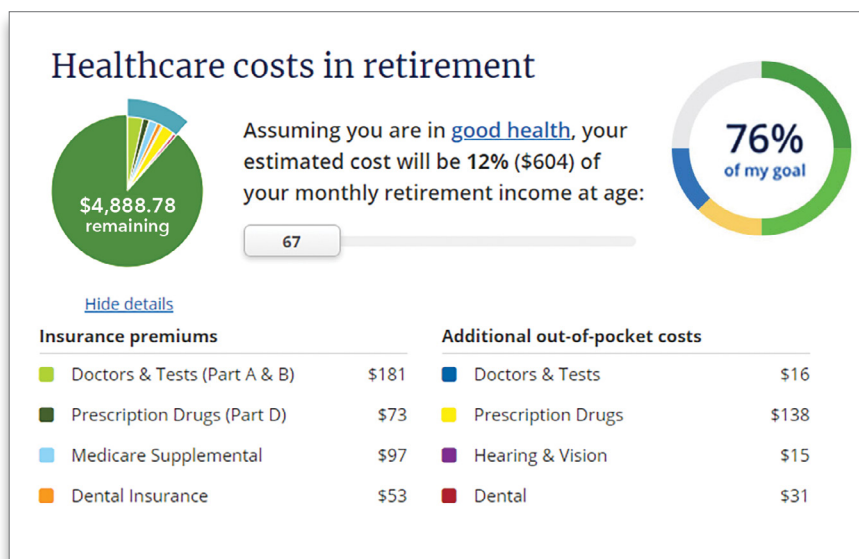 Healthcare costs in retirement
$4,888.78
remaining
Hide details
Assuming you are in good health, your
estimated cost will be 12% ($604) of
your monthly retirement income at age:
67
76%
of my goal
Insurance premiums
Doctors & Tests (Part A & B) $181
Prescription Drugs (Part D) $73
Medicare Supplemental $97
Dental Insurance $53
Additional out-of-pocket costs
Doctors & Tests $16
Prescription Drugs $138
Hearing & Vision $15
Dental $31